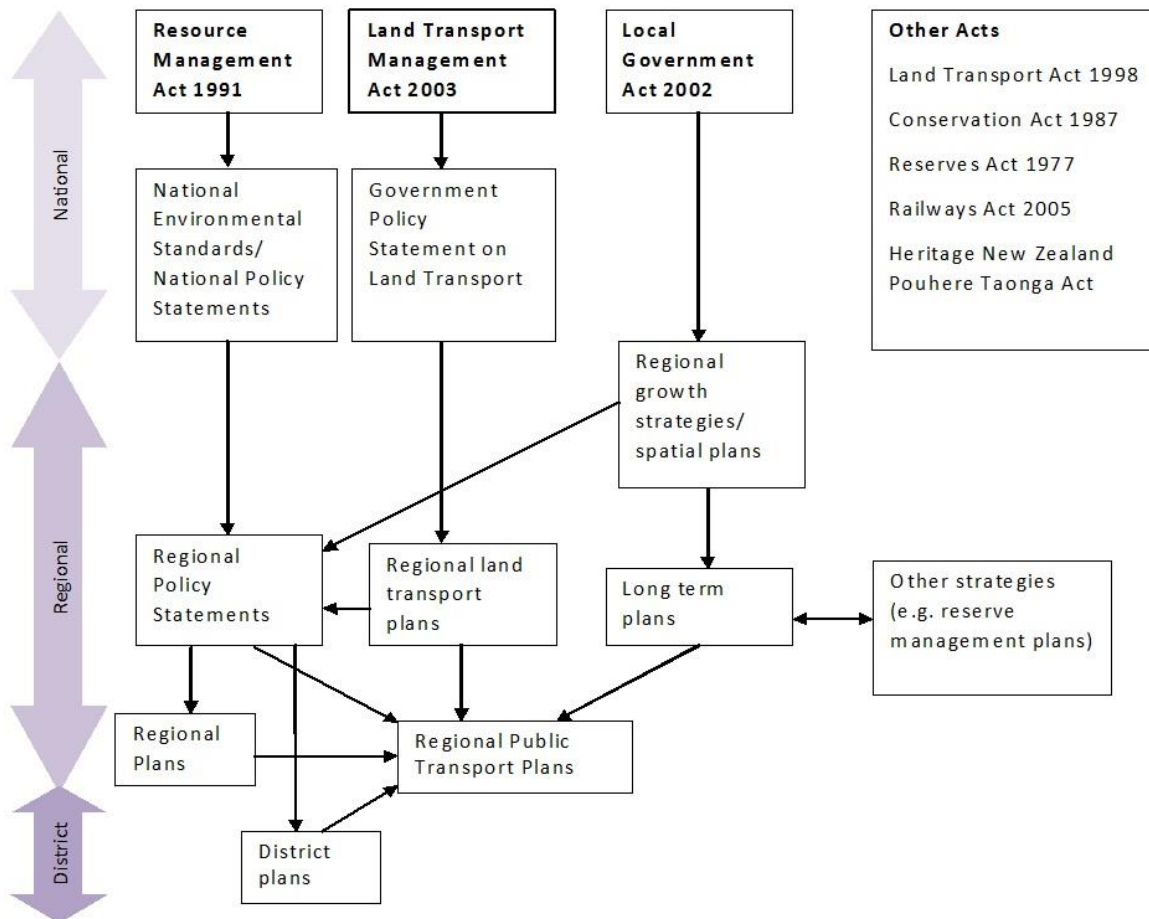 Resource
Management
Act 1991
Land Transport
Management
Act 2003
Local
Government
Act 2002
Other Acts
Land Transport Act 1998
Conservation Act 1987
Reserves Act 1977
Railways Act 2005
Heritage New Zealand
Pouhere Taonga Act
National
National
Environmental
Standards/
National Policy
Statements
Government
Policy
Statement on
Land Transport
Regional
growth
strategies/
spatial plans
Regional
Regional
Policy
Statements
Regional land
transport
plans
Long term
plans
Other strategies
(e.g. reserve
management plans)
Regional
Plans
Regional Public
Transport Plans
District
District
plans